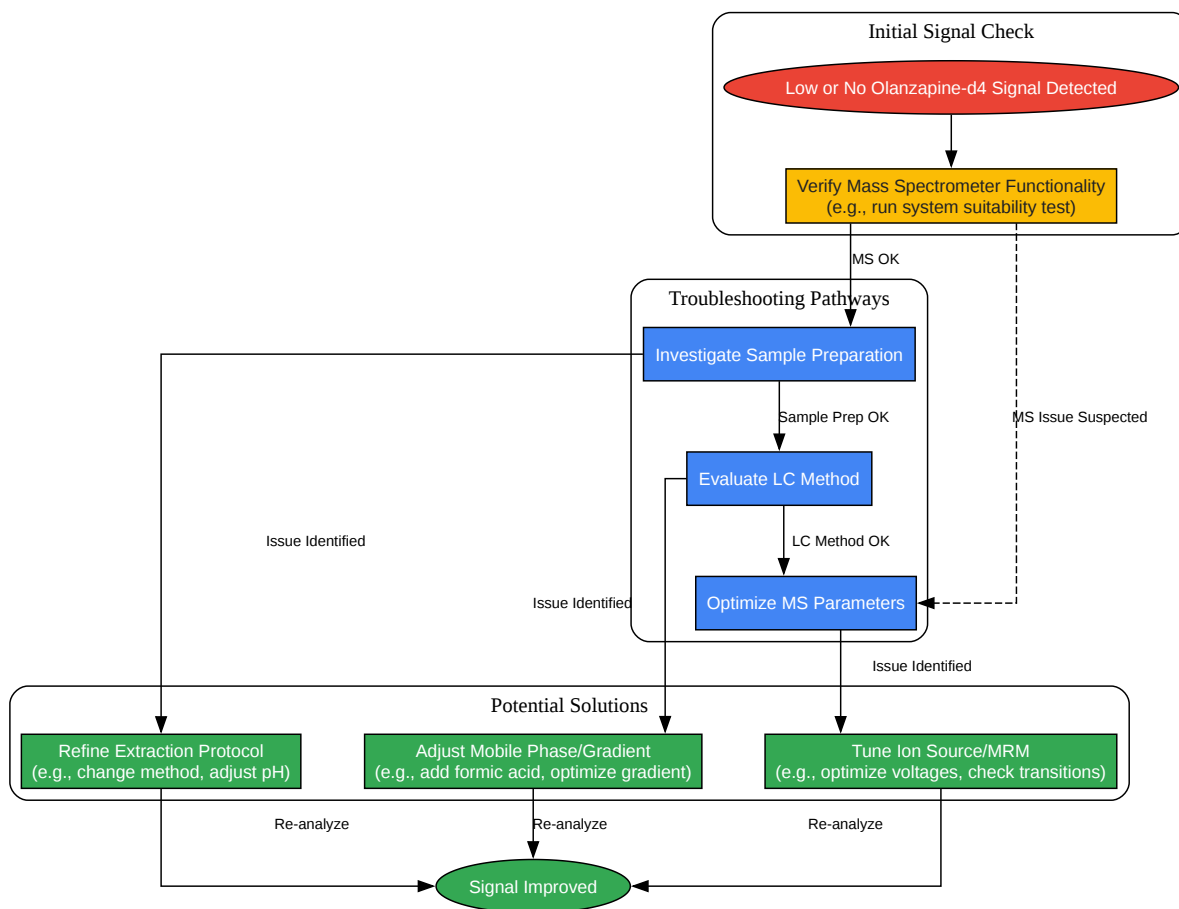 Initial Signal Check
Low or No Olanzapine-d4 Signal Detected
Verify Mass Spectrometer Functionality
(e.g., run system suitability test)
MS OK
Troubleshooting Pathways
Investigate Sample Preparation
Sample Prep OK
MS Issue Suspected
Evaluate LC Method
Issue Identified
LC Method OK
Issue Identified
Optimize MS Parameters
Issue Identified
Potential Solutions
Refine Extraction Protocol
(e.g., change method, adjust pH)
Adjust Mobile Phase/Gradient
(e.g., add formic acid, optimize gradient)
Tune Ion Source/MRM
(e.g., optimize voltages, check transitions)
Re-analyze
Re-analyze
Re-analyze
Signal Improved